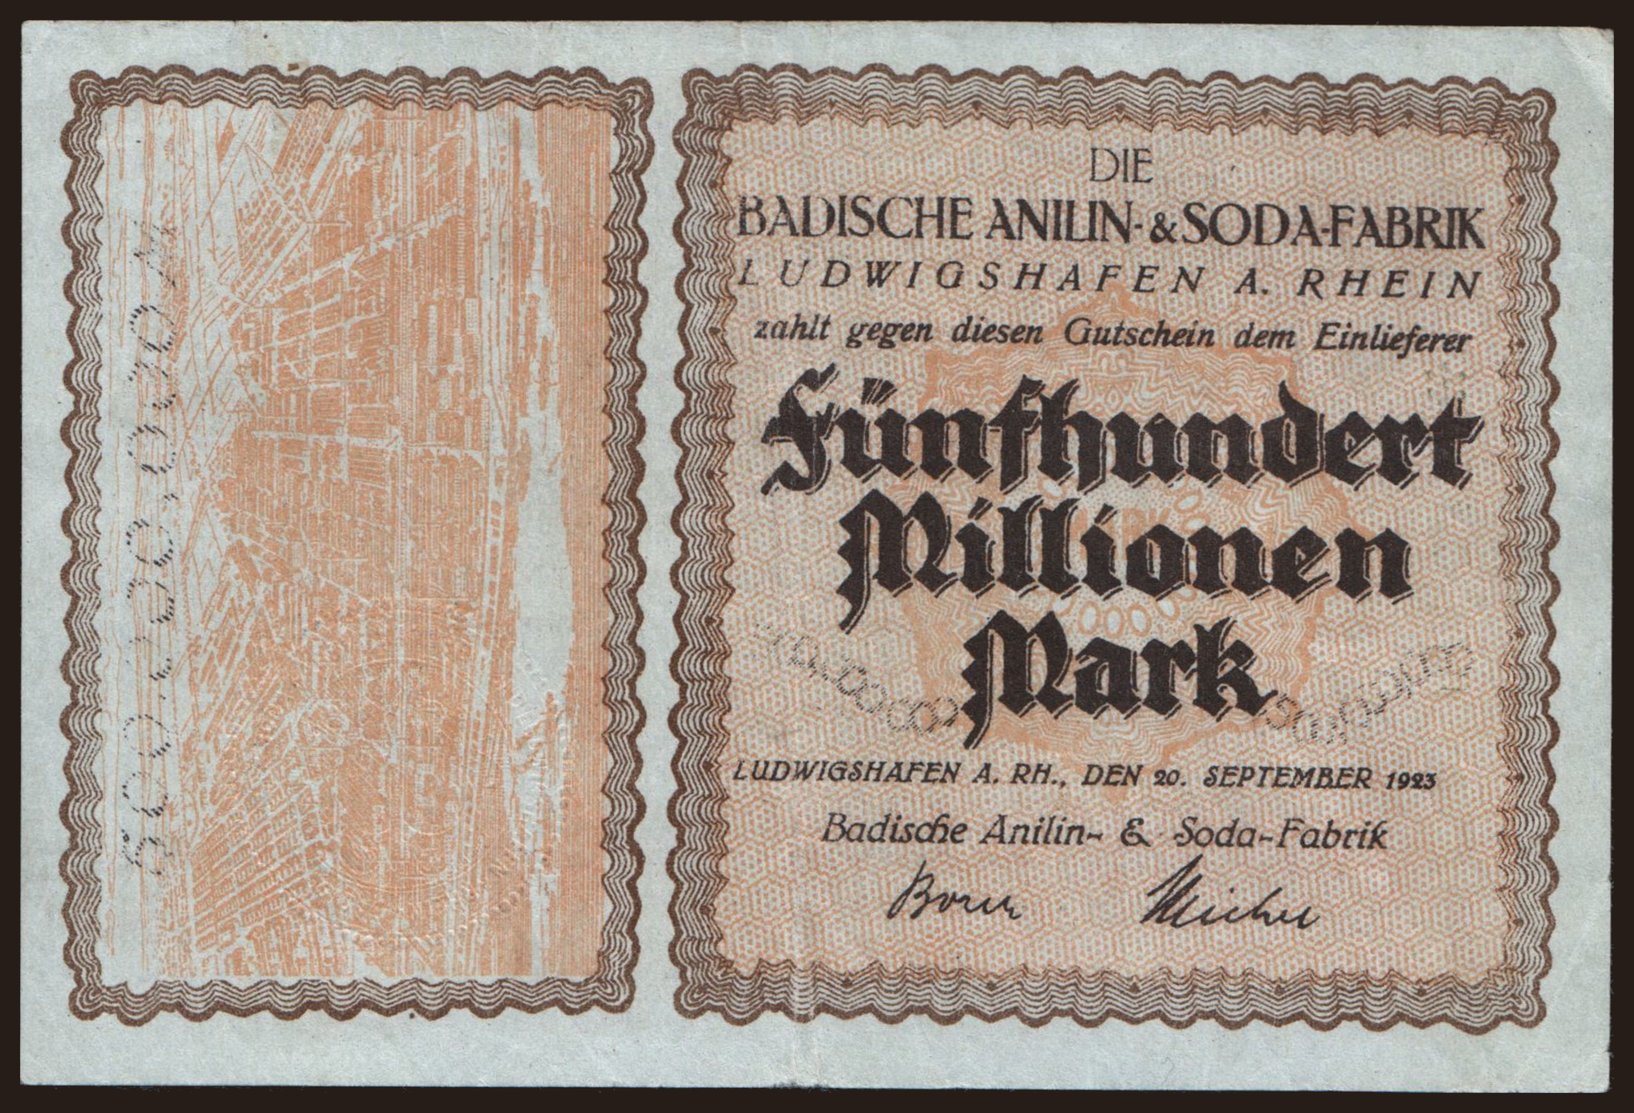 DIE
BADISCHE ANILIN- & SODA-FABRIK
LUDWIGSHAFEN A. RHEIN
zahlt gegen diesen Gutschein dem Einlieferer
Fünfhundert
Millionen
Mark
LUDWIGSHAFEN A. RH., DEN 20. SEPTEMBER 1923
Badische Anilin- & Soda-Fabrik